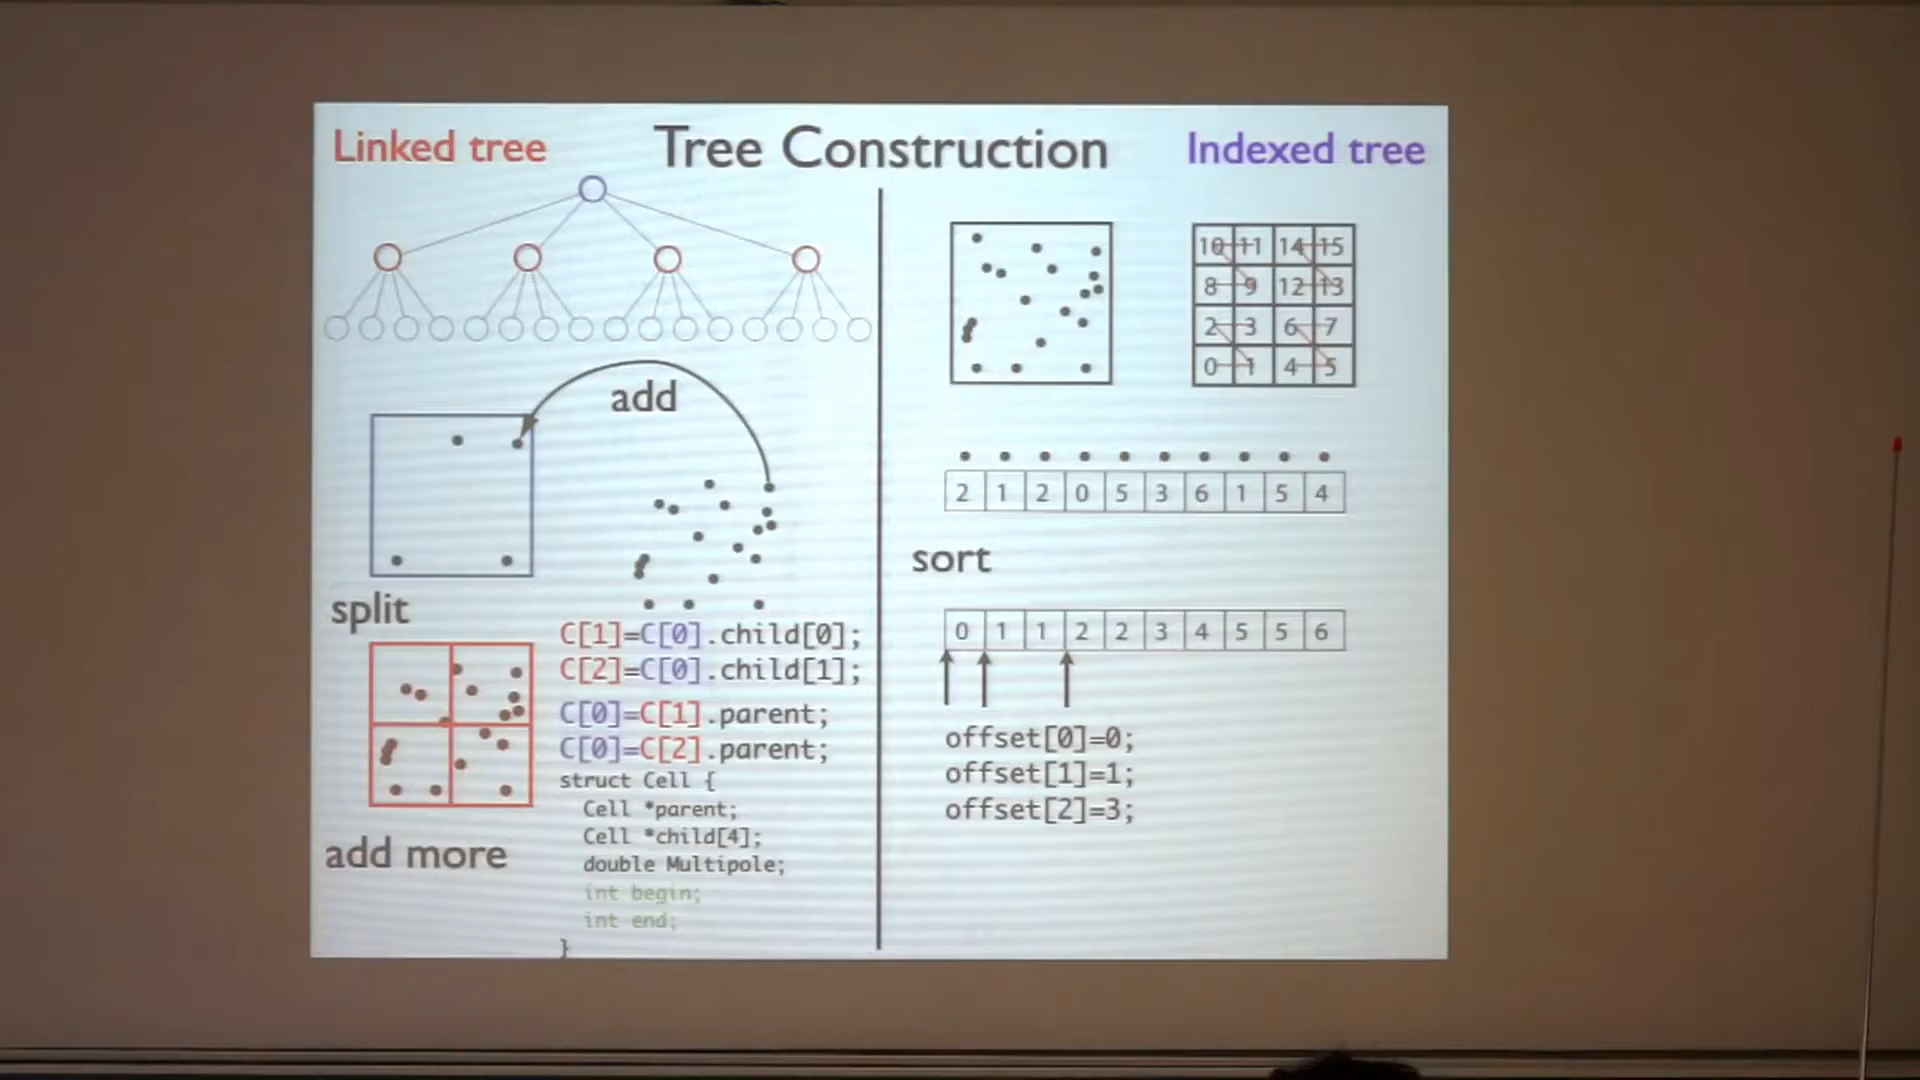 Linked tree
Tree Construction
Indexed tree
add
split
C[1]=C[0].child[0];
C[2]=C[0].child[1];
C[0]=C[1].parent;
C[0]=C[2].parent;
struct Cell {
Cell *parent;
Cell *child[4];
double Multipole;
int begin;
int end;
}
add more
10 11 14 15
8 9 12 13
2 3 6 7
0 1 4 5
2 1 2 0 5 3 6 1 5 4
sort
0 1 1 2 2 3 4 5 5 6
offset[0]=0;
offset[1]=1;
offset[2]=3;